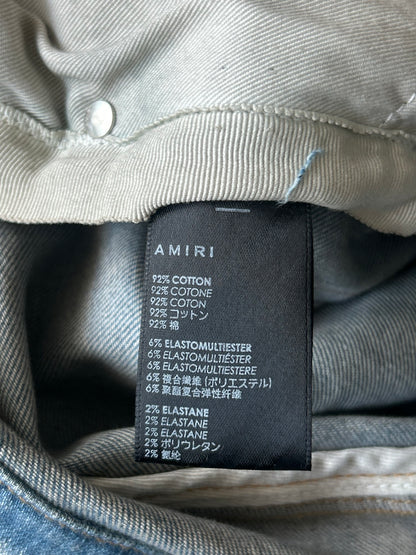 AMIRI
92% COTTON
92% COTONE
92% COTON
92% コットン
92% 棉
6% ELASTOMULTIESTER
6% ELASTOMULTIÉSTER
6% ELASTOMULTIESTERE
6% 複合繊維 (ポリエステル)
6% 聚酯复合弹性纤维
2% ELASTANE
2% ELASTANE
2% ELASTANE
2% ポリウレタン
2% 氨纶